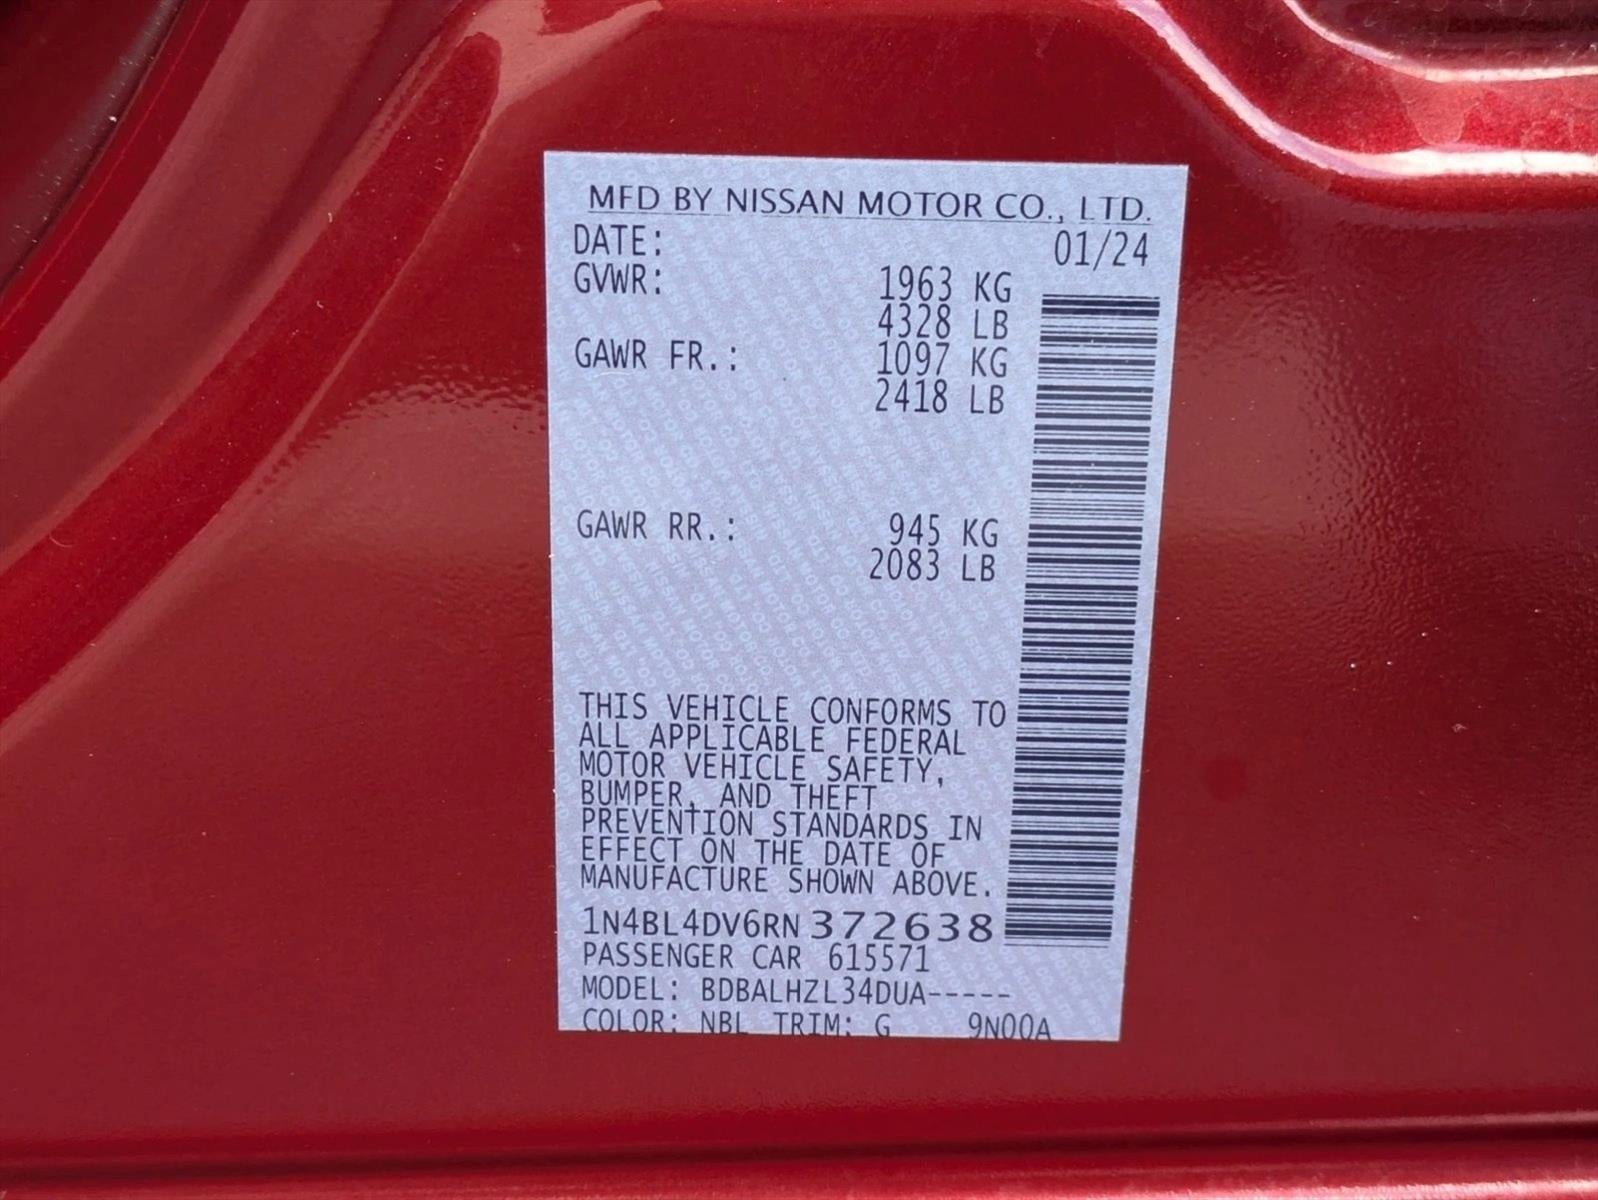 MFD BY NISSAN MOTOR CO., LTD.
DATE: 01/24
GVWR: 1963 KG
4328 LB
GAWR FR.: 1097 KG
2418 LB
GAWR RR.: 945 KG
2083 LB
THIS VEHICLE CONFORMS TO
ALL APPLICABLE FEDERAL
MOTOR VEHICLE SAFETY,
BUMPER, AND THEFT
PREVENTION STANDARDS IN
EFFECT ON THE DATE OF
MANUFACTURE SHOWN ABOVE.
1N4BL4DV6RN372638
PASSENGER CAR 615571
MODEL: BDBALHZL34DUA-----
COLOR: NBL TRIM: G 9N00A